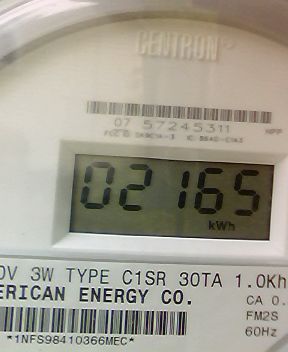 CENTRON®
07 57245311
HPP
02165
kWh
0V 3W TYPE C1SR 30TA 1.0Kh
ERICAN ENERGY CO.
CA 0.
FM2S
60Hz
*1NFS98410366MEC*